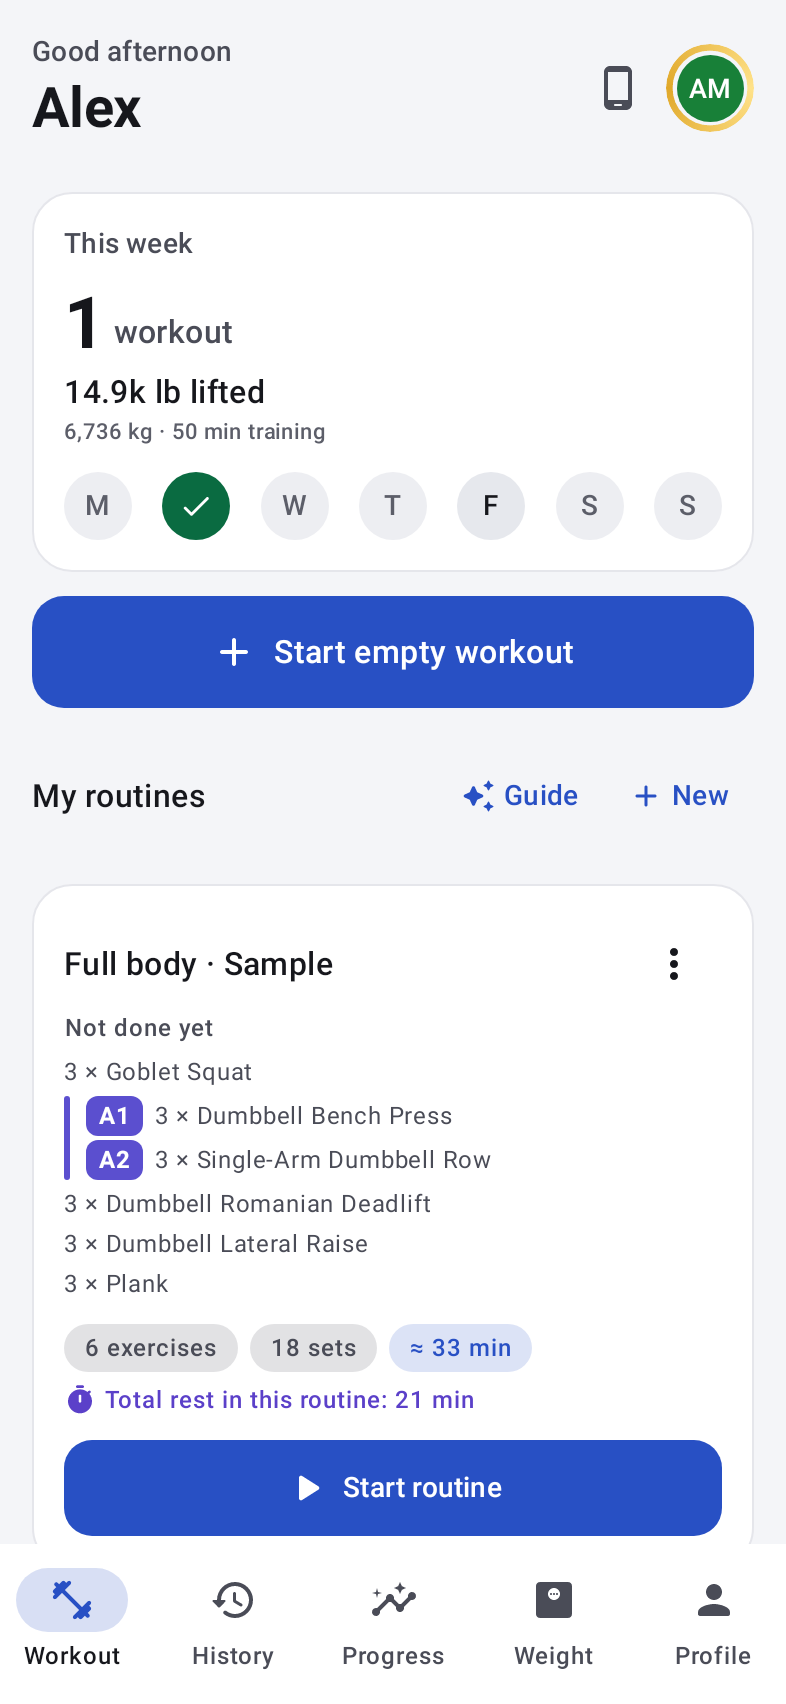 Good afternoon
Alex
AM
This week
1 workout
14.9k lb lifted
6,736 kg · 50 min training
M W T F S S
Start empty workout
My routines
Guide
New
Full body · Sample
Not done yet
3 × Goblet Squat
A1 3 × Dumbbell Bench Press
A2 3 × Single-Arm Dumbbell Row
3 × Dumbbell Romanian Deadlift
3 × Dumbbell Lateral Raise
3 × Plank
6 exercises 18 sets ≈ 33 min
Total rest in this routine: 21 min
Start routine
Workout History Progress Weight Profile